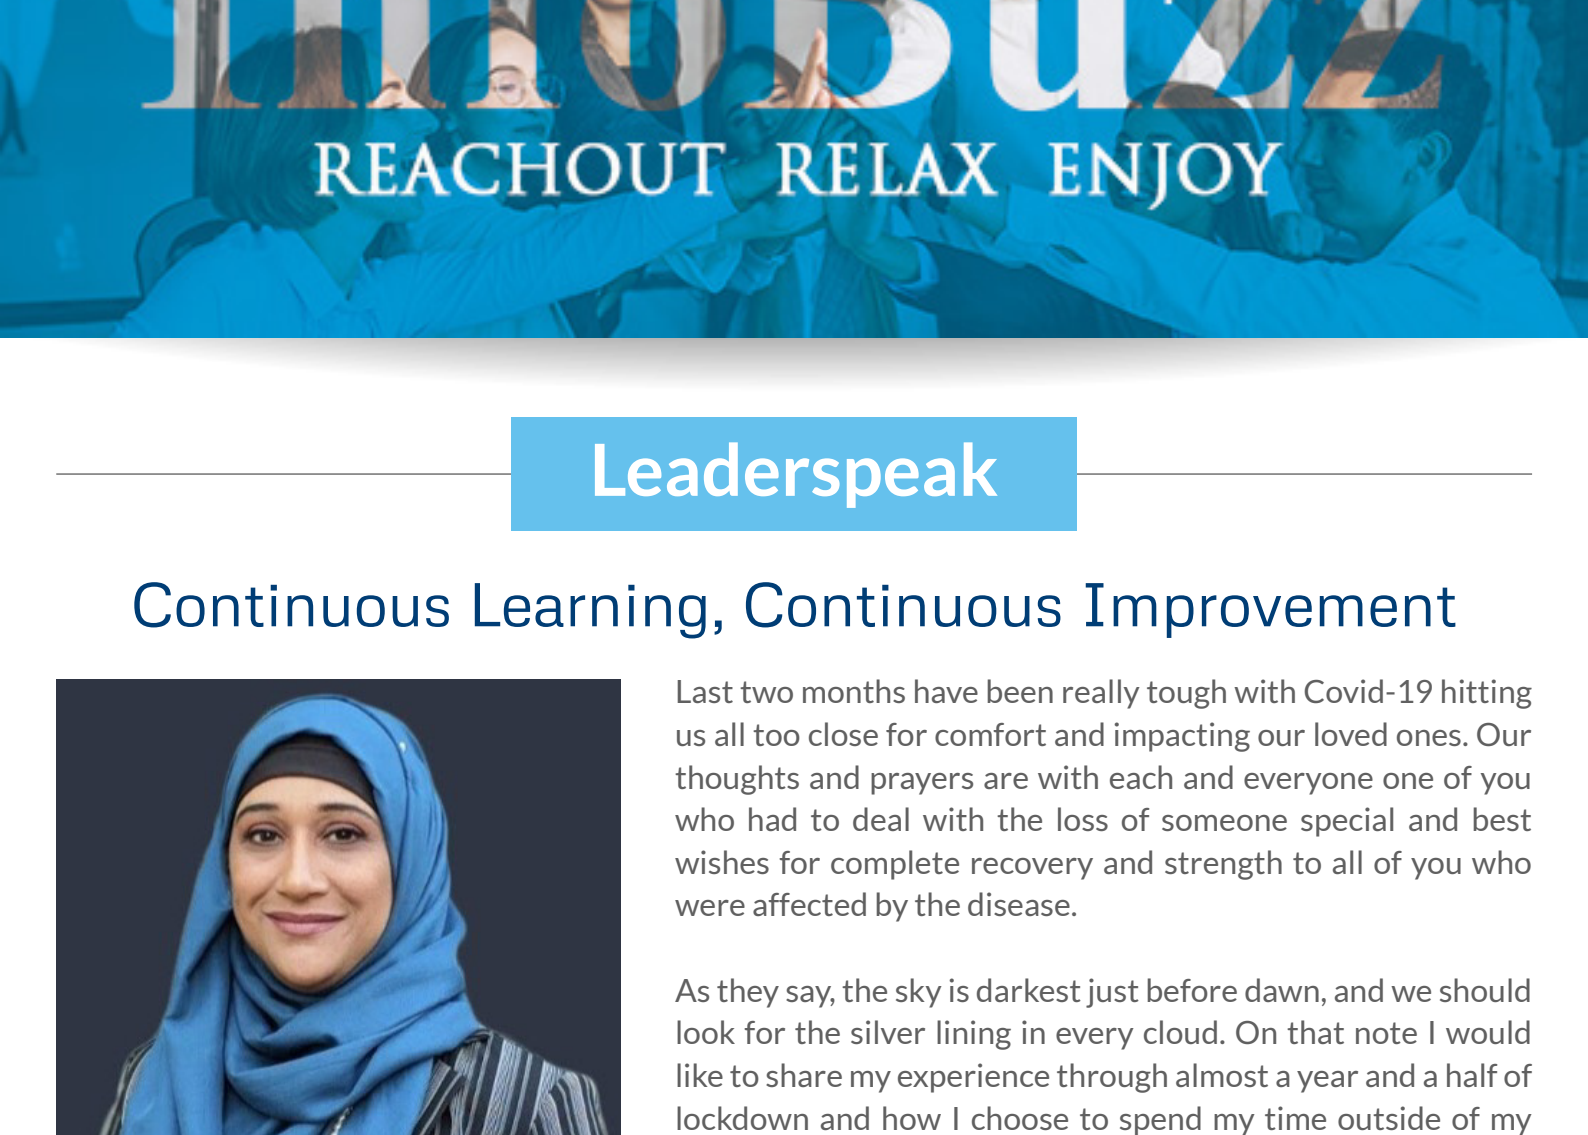 InfoBuzz
REACHOUT RELAX ENJOY
Leaderspeak
Continuous Learning, Continuous Improvement
Last two months have been really tough with Covid-19 hitting
us all too close for comfort and impacting our loved ones. Our
thoughts and prayers are with each and everyone one of you
who had to deal with the loss of someone special and best
wishes for complete recovery and strength to all of you who
were affected by the disease.
As they say, the sky is darkest just before dawn, and we should
look for the silver lining in every cloud. On that note I would
like to share my experience through almost a year and a half of
lockdown and how I choose to spend my time outside of my